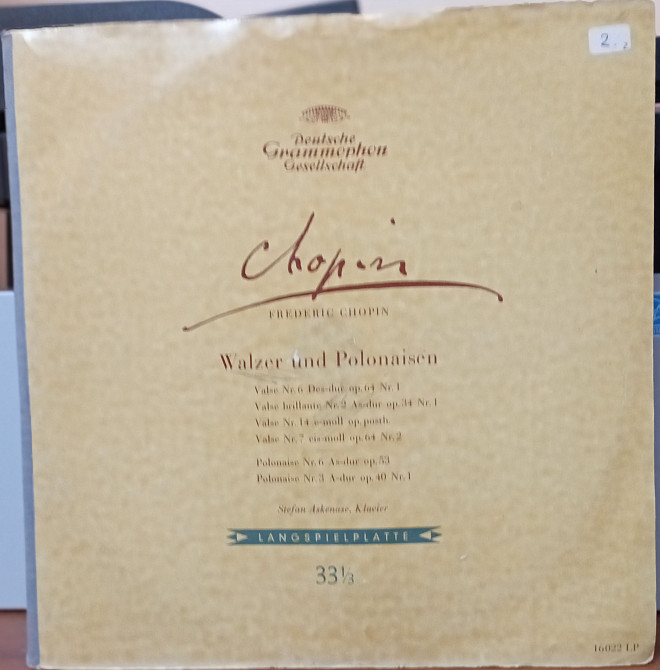 2
Deutsche
Grammophon
Gesellschaft
Chopin
FRÉDÉRIC CHOPIN
Walzer und Polonaisen
Valse Nr. 6 Des-dur op. 64 Nr. 1
Valse brillante Nr. 2 As-dur op. 34 Nr. 1
Valse Nr. 14 e-moll op. posth.
Valse Nr. 7 cis-moll op. 64 Nr. 2
Polonaise Nr. 6 As-dur op. 53
Polonaise Nr. 3 A-dur op. 40 Nr. 1
Stefan Askenase, Klavier
LANGSPIELPLATTE
33⅓
16022 LP